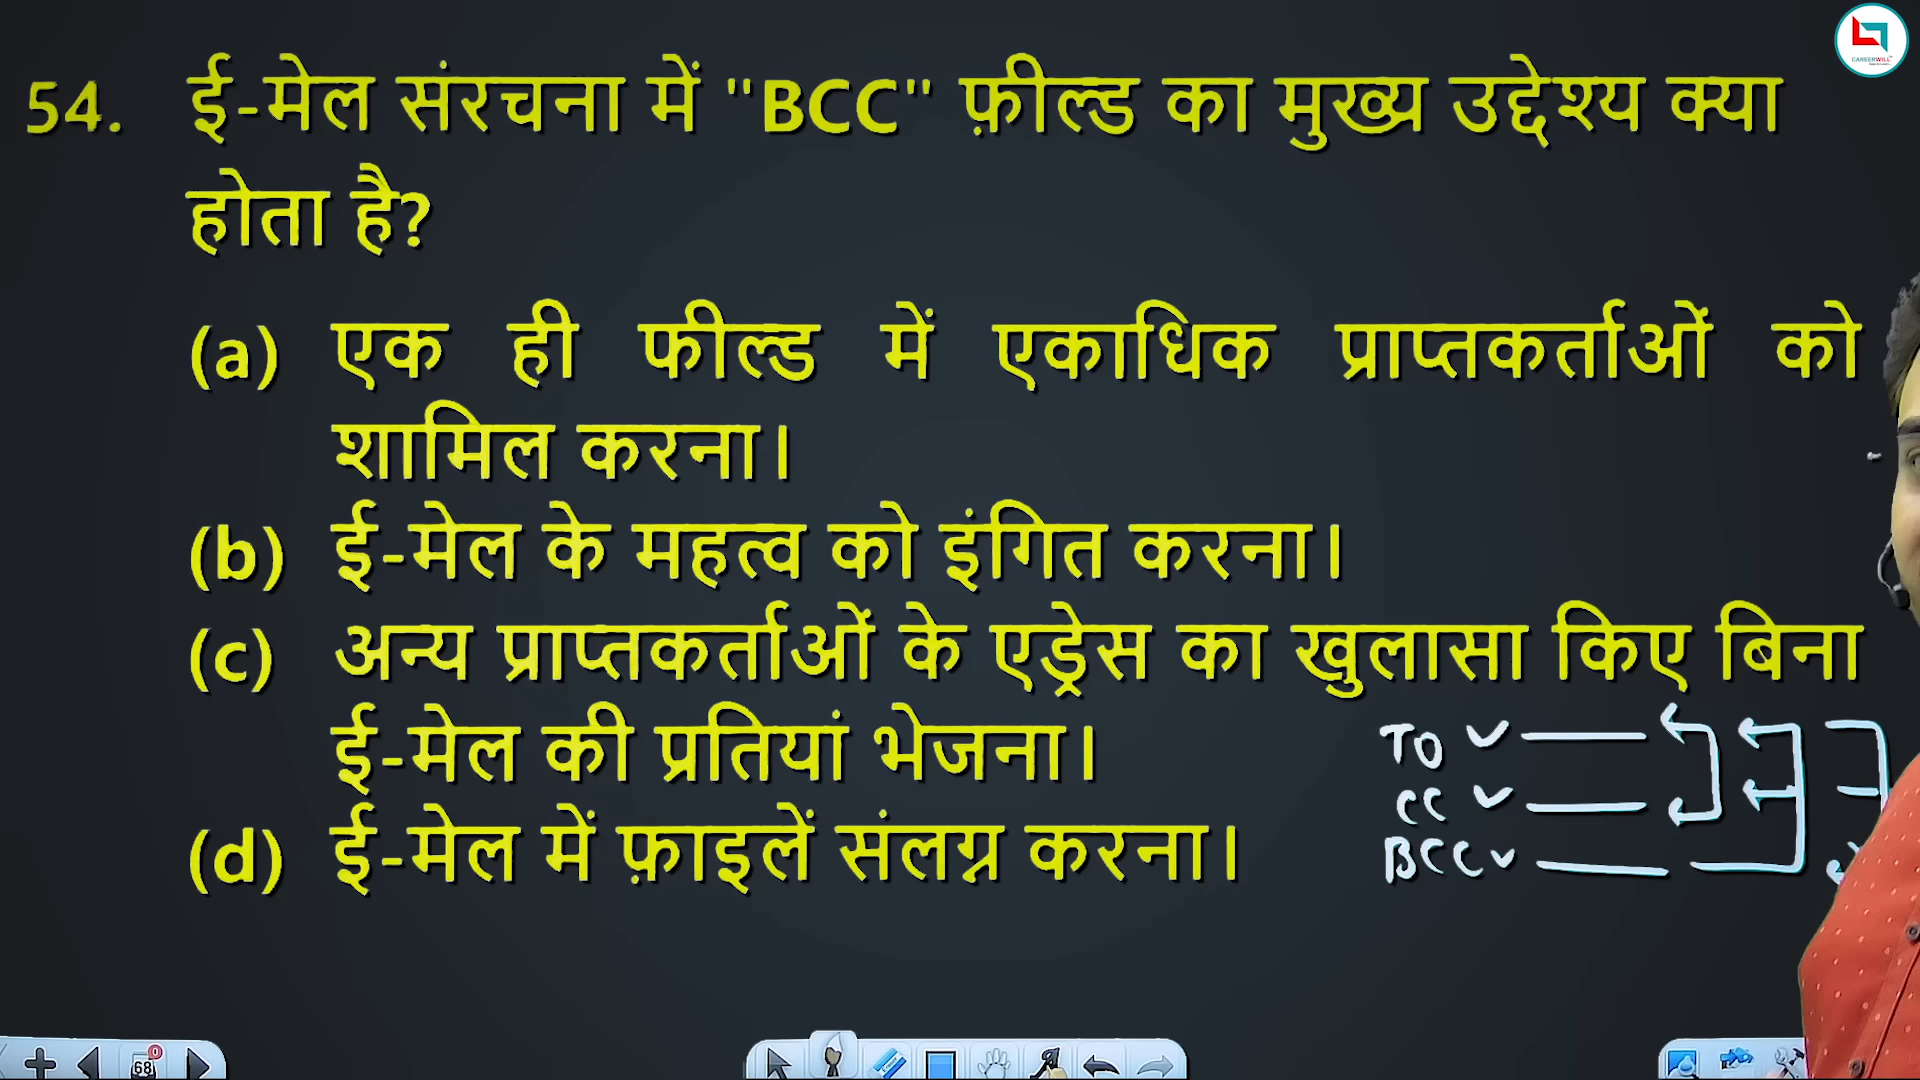 CAREERWILL
54. ई-मेल संरचना में "BCC" फ़ील्ड का मुख्य उद्देश्य क्या
होता है?
(a) एक ही फील्ड में एकाधिक प्राप्तकर्ताओं को
शामिल करना।
(b) ई-मेल के महत्व को इंगित करना।
(c) अन्य प्राप्तकर्ताओं के एड्रेस का खुलासा किए बिना
ई-मेल की प्रतियां भेजना।
(d) ई-मेल में फ़ाइलें संलग्न करना।
TO
CC
BCC
68